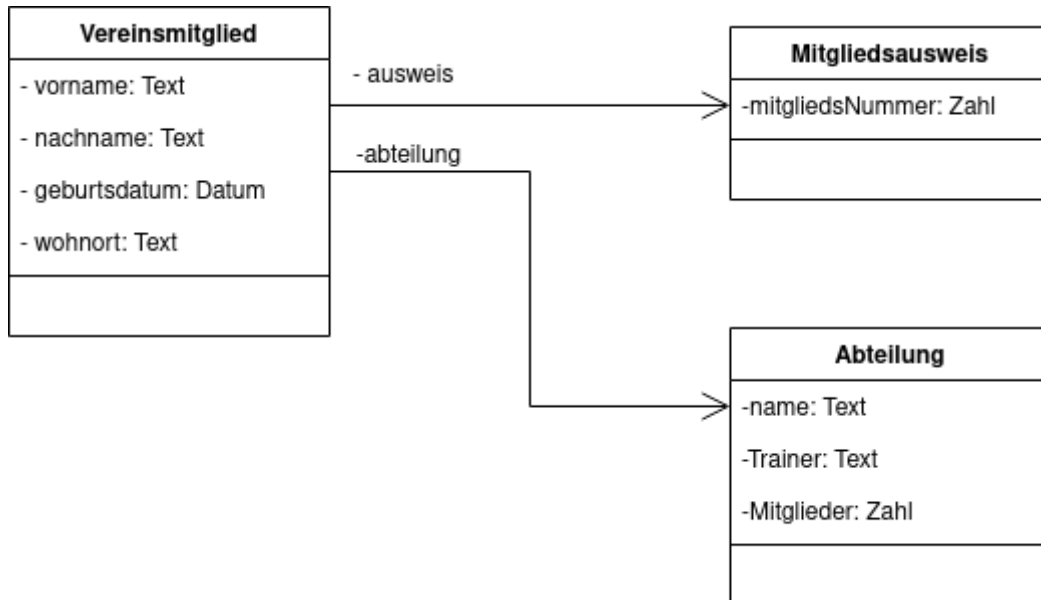 Vereinsmitglied
- vorname: Text
- nachname: Text
- geburtsdatum: Datum
- wohnort: Text
- ausweis
-abteilung
Mitgliedsausweis
-mitgliedsNummer: Zahl
Abteilung
-name: Text
-Trainer: Text
-Mitglieder: Zahl